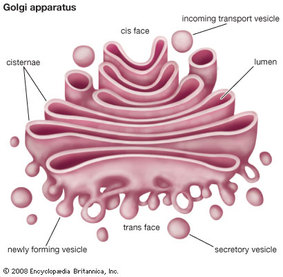 Golgi apparatus
incoming transport vesicle
cis face
cisternae
lumen
newly forming vesicle
trans face
secretory vesicle
© 2008 Encyclopædia Britannica, Inc.